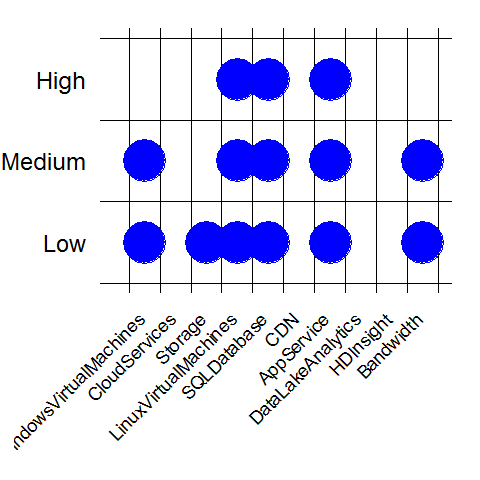 High
Medium
Low
ndowsVirtualMachines
CloudServices
Storage
LinuxVirtualMachines
SQLDatabase
CDN
AppService
DataLakeAnalytics
HDInsight
Bandwidth